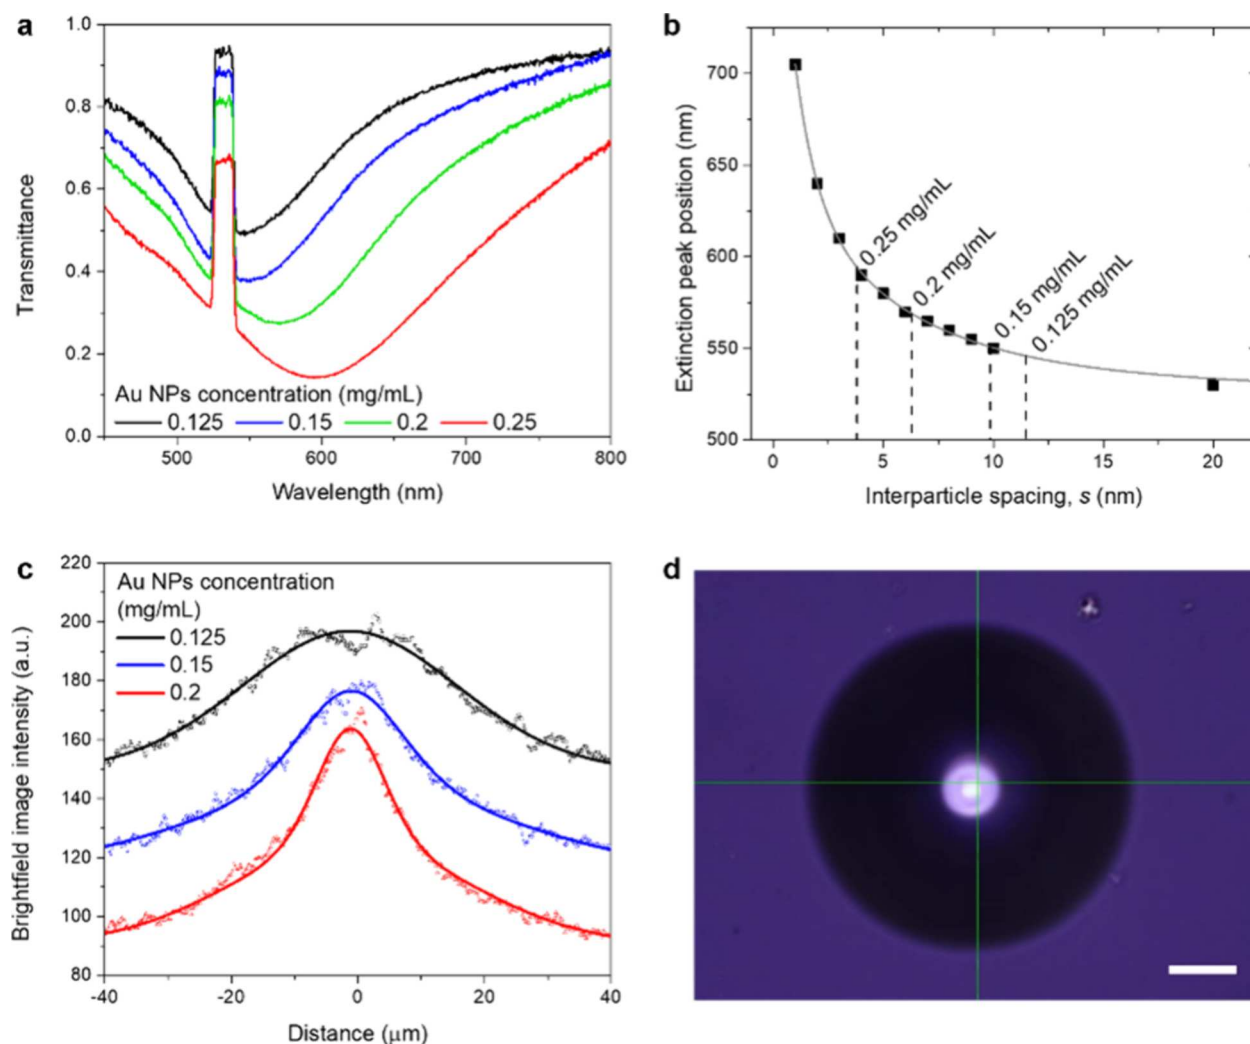 a
1.0
0.8
0.6
0.4
0.2
0.0
Transmittance
Au NPs concentration (mg/mL)
0.125 0.15 0.2 0.25
500 600 700 800
Wavelength (nm)
b
700
650
600
550
500
Extinction peak position (nm)
0.25 mg/mL
0.2 mg/mL
0.15 mg/mL
0.125 mg/mL
0 5 10 15 20
Interparticle spacing, s (nm)
c
220
200
180
160
140
120
100
80
Brightfield image intensity (a.u.)
Au NPs concentration
(mg/mL)
0.125
0.15
0.2
-40 -20 0 20 40
Distance (μm)
d